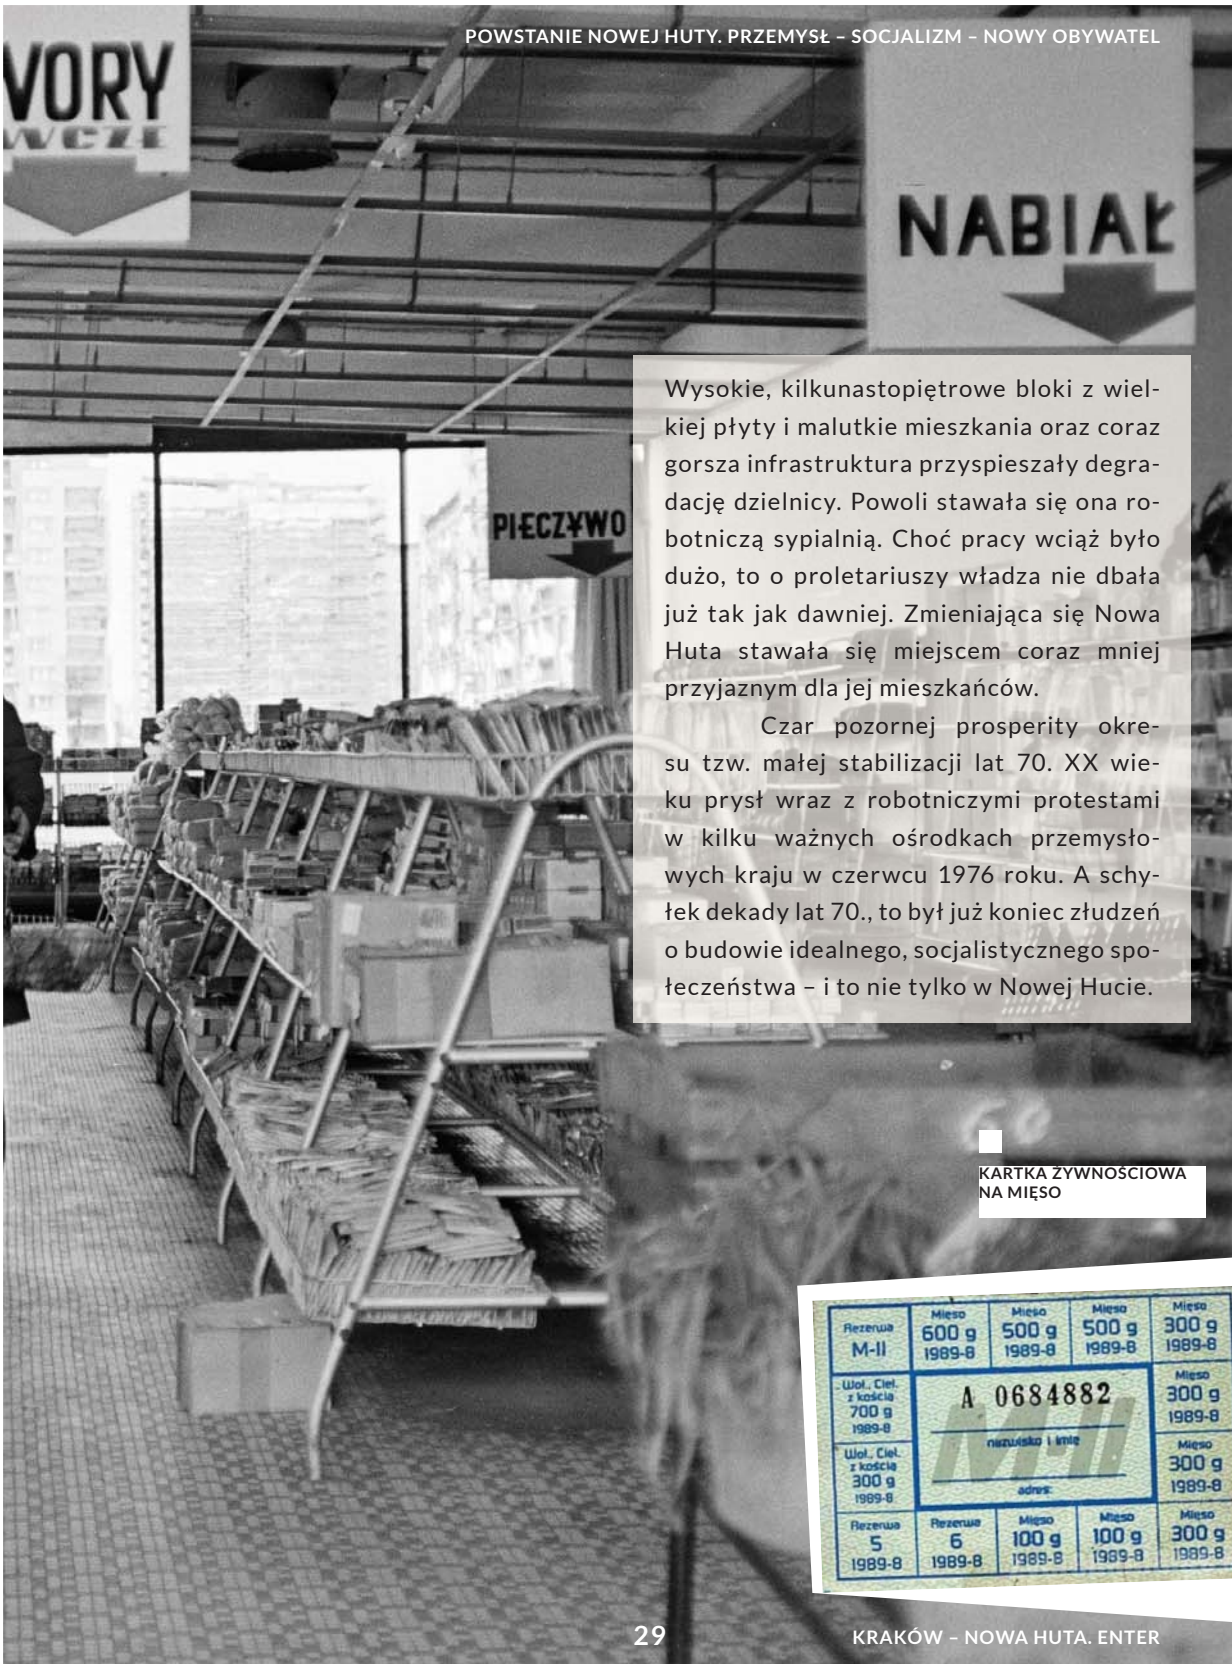 POWSTANIE NOWEJ HUTY. PRZEMYSŁ – SOCJALIZM – NOWY OBYWATEL
WORY
WCZE
NABIAŁ
PIECZYWO
Wysokie, kilkunastopiętrowe bloki z wiel-
kiej płyty i malutkie mieszkania oraz coraz
gorsza infrastruktura przyspieszały degra-
dację dzielnicy. Powoli stawała się ona ro-
botniczą sypialnią. Choć pracy wciąż było
dużo, to o proletariuszy władza nie dbała
już tak jak dawniej. Zmieniająca się Nowa
Huta stawała się miejscem coraz mniej
przyjaznym dla jej mieszkańców.
Czar pozornej prosperity okre-
su tzw. małej stabilizacji lat 70. XX wie-
ku prysł wraz z robotniczymi protestami
w kilku ważnych ośrodkach przemysło-
wych kraju w czerwcu 1976 roku. A schy-
łek dekady lat 70., to był już koniec złudzeń
o budowie idealnego, socjalistycznego spo-
łeczeństwa – i to nie tylko w Nowej Hucie.
KARTKA ŻYWNOŚCIOWA
NA MIĘSO
Rezerwa
M-II
Mięso
600 g
1989-8
Mięso
500 g
1989-8
Mięso
500 g
1989-8
Mięso
300 g
1989-8
Woł., Ciel.
z kością
700 g
1989-8
A 0684882
nazwisko i imię
adres:
M-II
Mięso
300 g
1989-8
Woł., Ciel.
z kością
300 g
1989-8
Mięso
300 g
1989-8
Rezerwa
5
1989-8
Rezerwa
6
1989-8
Mięso
100 g
1989-8
Mięso
100 g
1989-8
Mięso
300 g
1989-8
29
KRAKÓW – NOWA HUTA. ENTER